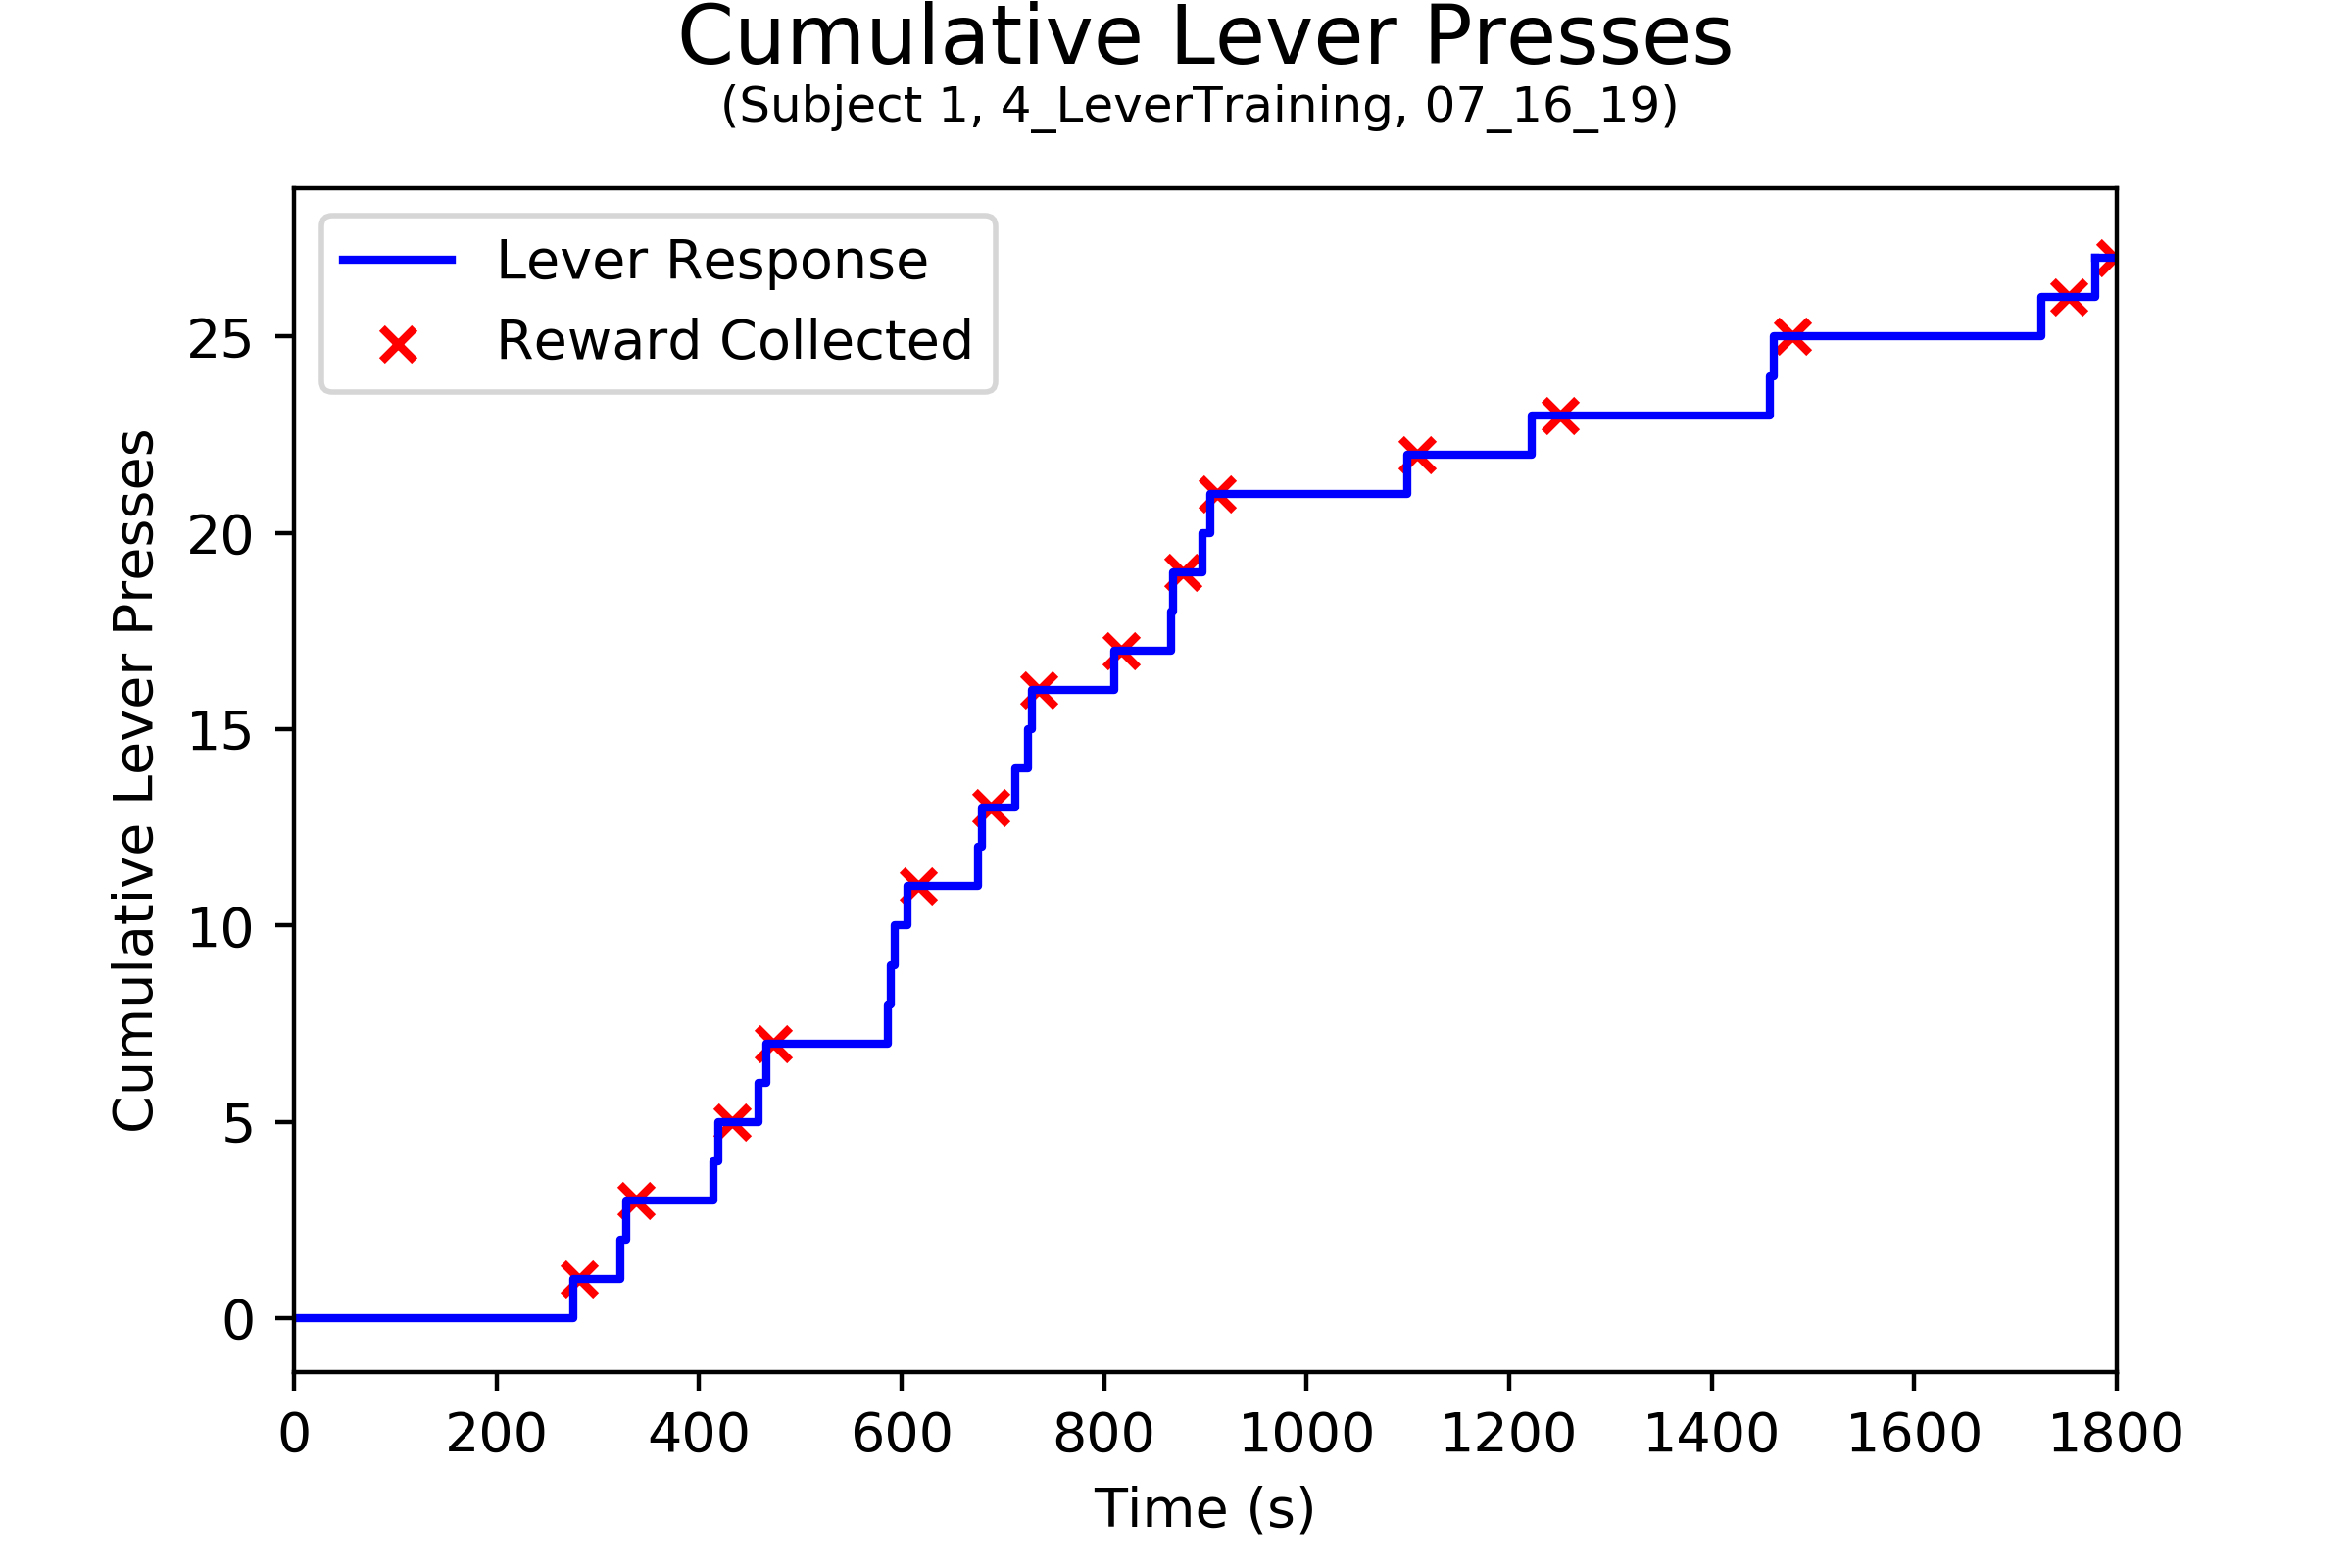 Cumulative Lever Presses
(Subject 1, 4_LeverTraining, 07_16_19)
Lever Response
Reward Collected
Cumulative Lever Presses
25
20
15
10
5
0
0 200 400 600 800 1000 1200 1400 1600 1800
Time (s)